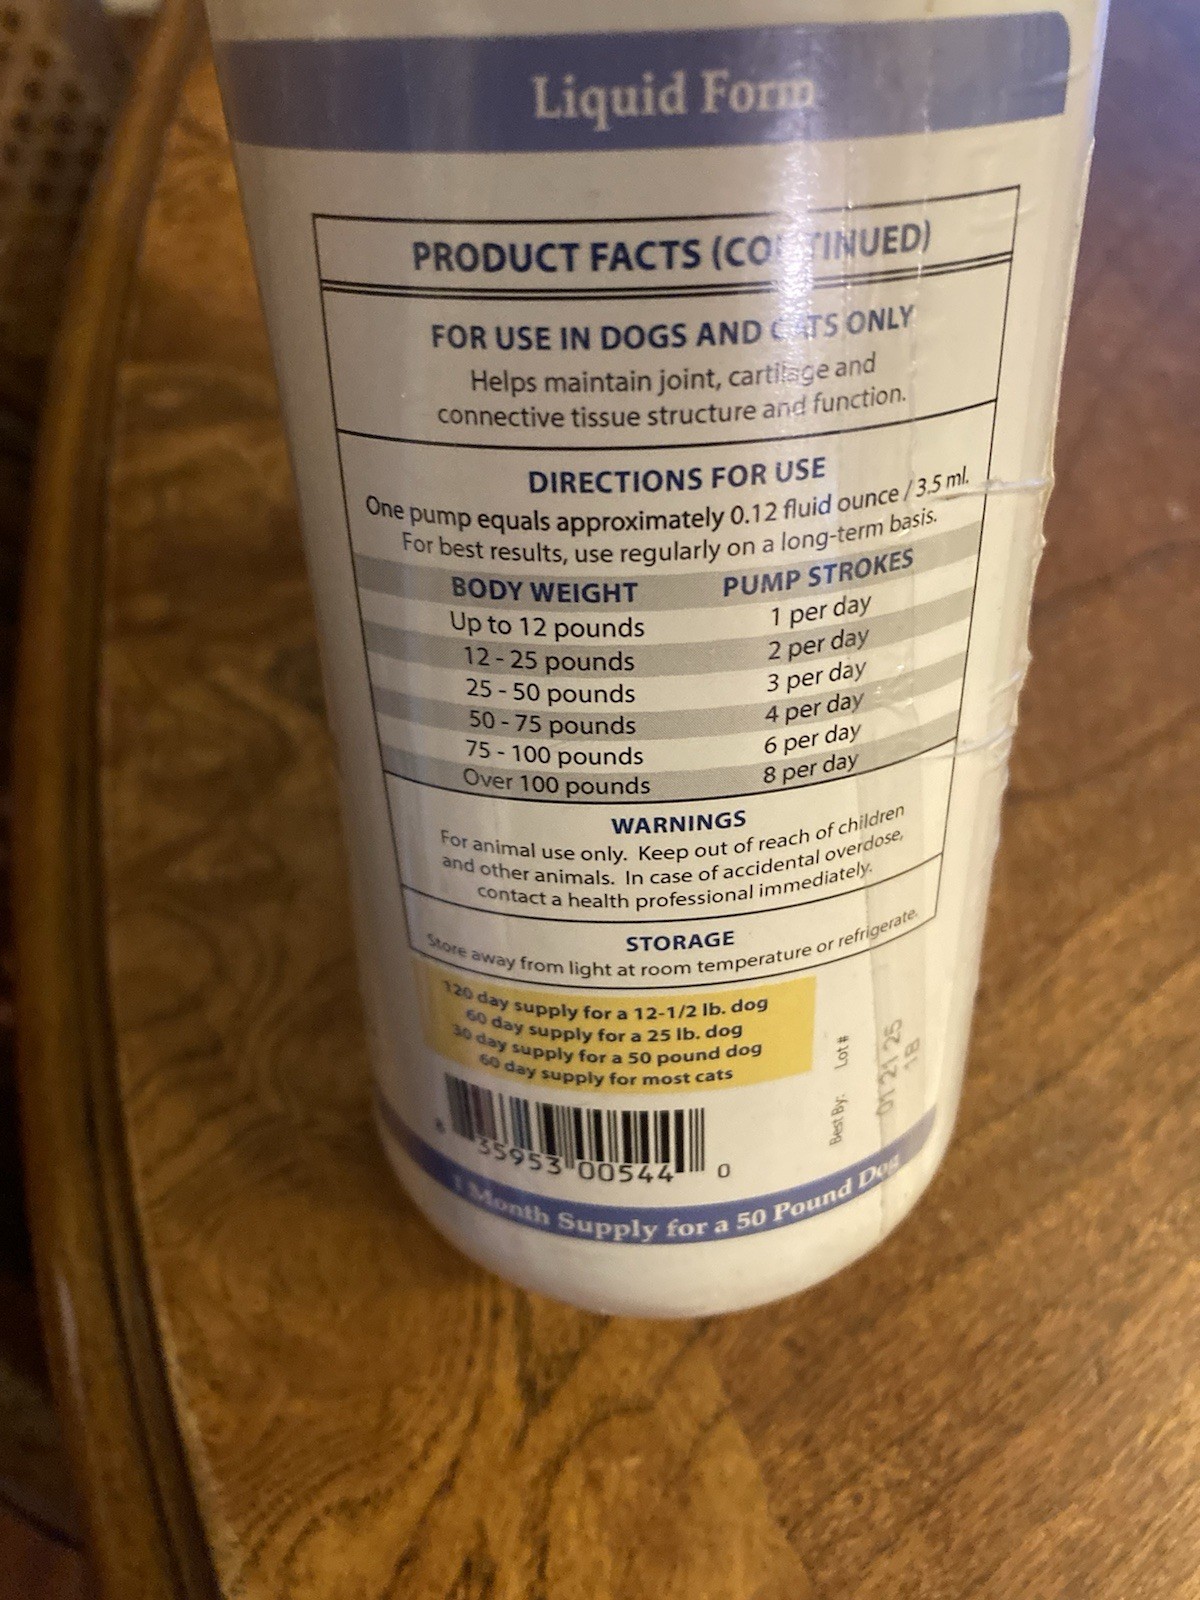 Liquid Form
PRODUCT FACTS (CONTINUED)
FOR USE IN DOGS AND CATS ONLY
Helps maintain joint, cartilage and
connective tissue structure and function.
DIRECTIONS FOR USE
One pump equals approximately 0.12 fluid ounce / 3.5 ml.
For best results, use regularly on a long-term basis.
BODY WEIGHT PUMP STROKES
Up to 12 pounds 1 per day
12 - 25 pounds 2 per day
25 - 50 pounds 3 per day
50 - 75 pounds 4 per day
75 - 100 pounds 6 per day
Over 100 pounds 8 per day
WARNINGS
For animal use only. Keep out of reach of children
and other animals. In case of accidental overdose,
contact a health professional immediately.
STORAGE
Store away from light at room temperature or refrigerate.
120 day supply for a 12-1/2 lb. dog
60 day supply for a 25 lb. dog
30 day supply for a 50 pound dog
60 day supply for most cats
8 35953 00544 0
Best By: Lot #
01 21 25
18
1 Month Supply for a 50 Pound Dog